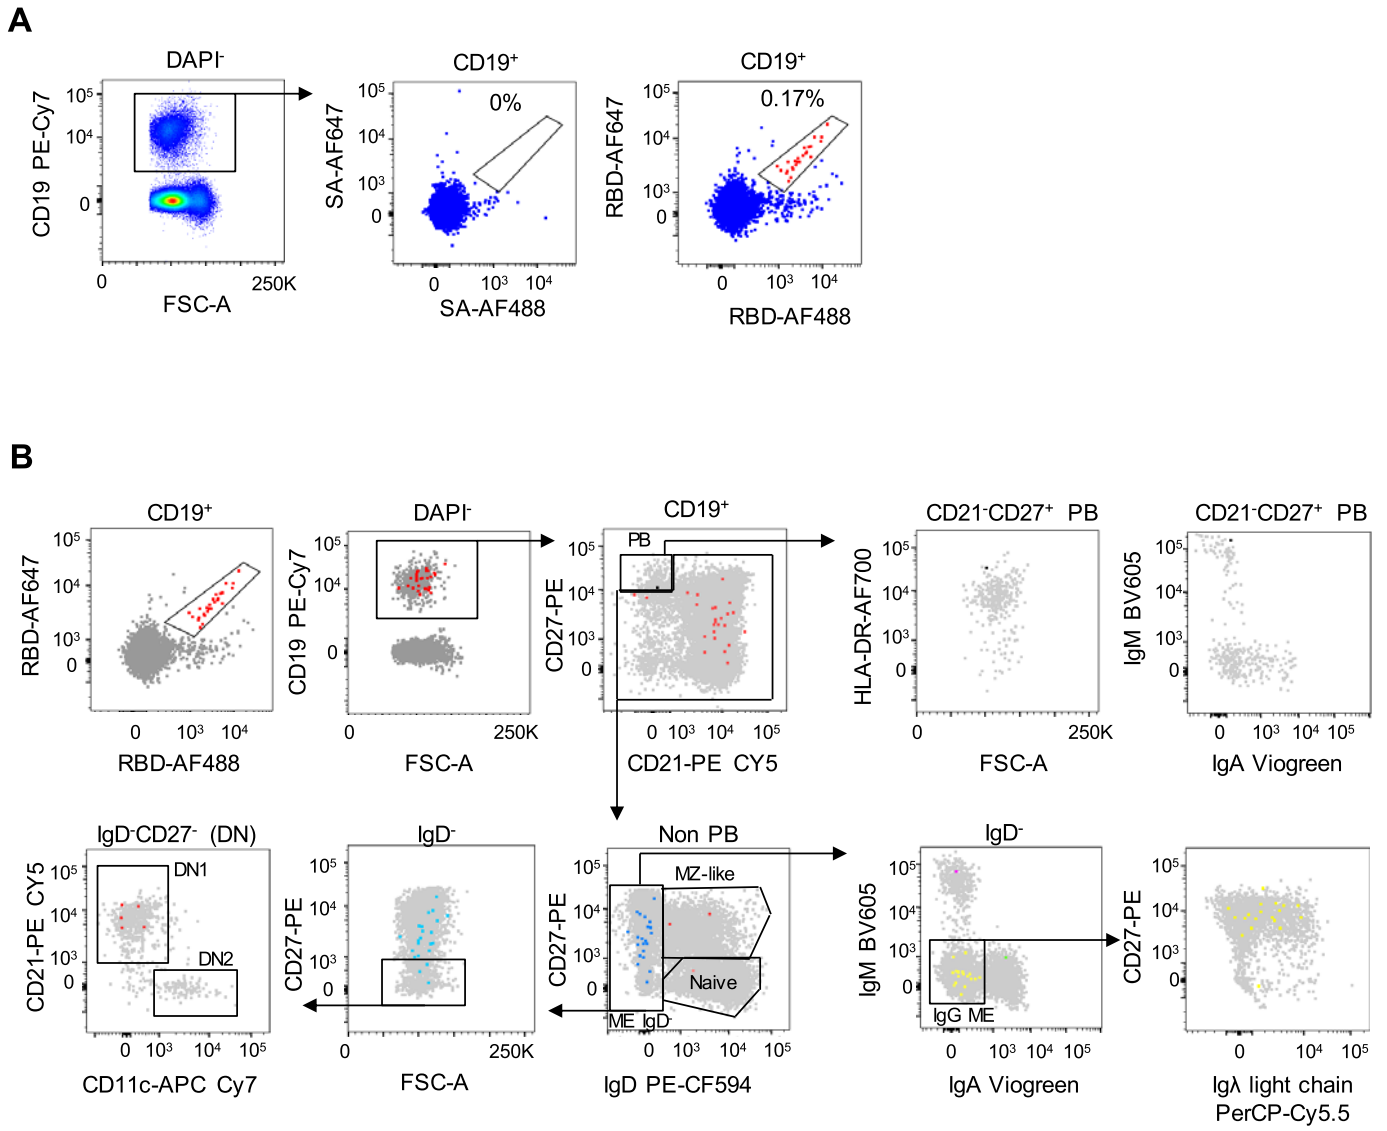 A
DAPI-
CD19+
CD19+
CD19 PE-Cy7
10⁵
10⁴
0
0
250K
FSC-A
SA-AF647
10⁵
10⁴
10³
0
0%
0
10³
10⁴
SA-AF488
RBD-AF647
10⁵
10⁴
10³
0
0.17%
0
10³
10⁴
RBD-AF488
B
CD19+
RBD-AF647
10⁵
10⁴
10³
0
0
10³
10⁴
RBD-AF488
DAPI-
CD19 PE-Cy7
10⁵
10⁴
0
0
250K
FSC-A
CD19+
PB
CD27-PE
10⁵
10⁴
10³
0
0
10³
10⁴
10⁵
CD21-PE CY5
CD21-CD27+ PB
HLA-DR-AF700
10⁵
10⁴
10³
0
0
250K
FSC-A
CD21-CD27+ PB
IgM BV605
10⁵
10⁴
10³
0
0
10³
10⁴
10⁵
IgA Viogreen
IgD-CD27- (DN)
CD21-PE CY5
10⁵
10⁴
10³
0
DN1
DN2
0
10³
10⁴
10⁵
CD11c-APC Cy7
IgD-
CD27-PE
10⁵
10⁴
10³
0
0
250K
FSC-A
Non PB
CD27-PE
10⁵
10⁴
10³
0
MZ-like
Naive
ME IgD-
0
10³
10⁴
10⁵
IgD PE-CF594
IgD-
IgM BV605
10⁵
10⁴
10³
0
IgG ME
0
10³
10⁴
10⁵
IgA Viogreen
CD27-PE
10⁵
10⁴
10³
0
0
10⁴
10⁵
Igλ light chain
PerCP-Cy5.5